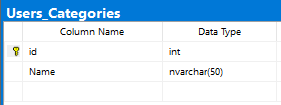 Users_Categories
Column Name Data Type
id int
Name nvarchar(50)